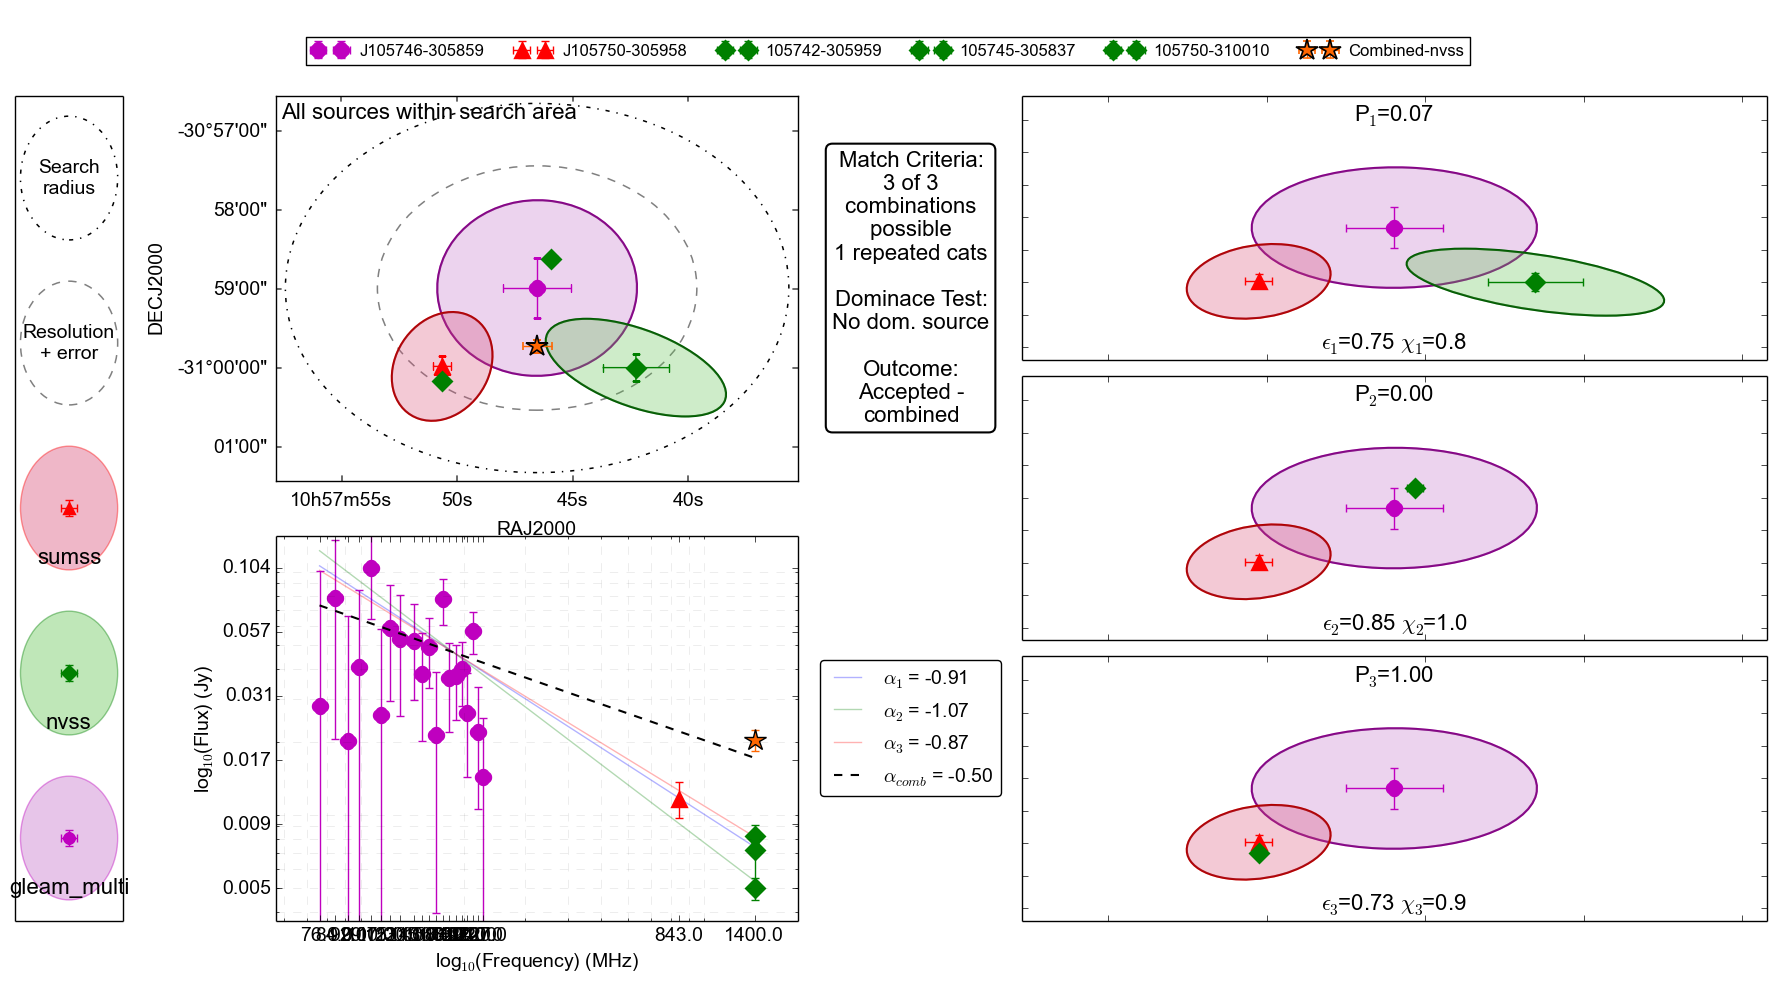 J105746-305859 J105750-305958 105742-305959 105745-305837 105750-310010 Combined-nvss
Search
radius
Resolution
+ error
sumss
nvss
gleam_multi
All sources within search area
DECJ2000
-30°57'00"
58'00"
59'00"
-31°00'00"
01'00"
10h57m55s 50s 45s 40s
RAJ2000
Match Criteria:
3 of 3
combinations
possible
1 repeated cats
Dominace Test:
No dom. source
Outcome:
Accepted -
combined
log10(Flux) (Jy)
0.104
0.057
0.031
0.017
0.009
0.005
843.0 1400.0
log10(Frequency) (MHz)
α1 = -0.91
α2 = -1.07
α3 = -0.87
αcomb = -0.50
P1=0.07
ϵ1=0.75 χ1=0.8
P2=0.00
ϵ2=0.85 χ2=1.0
P3=1.00
ϵ3=0.73 χ3=0.9